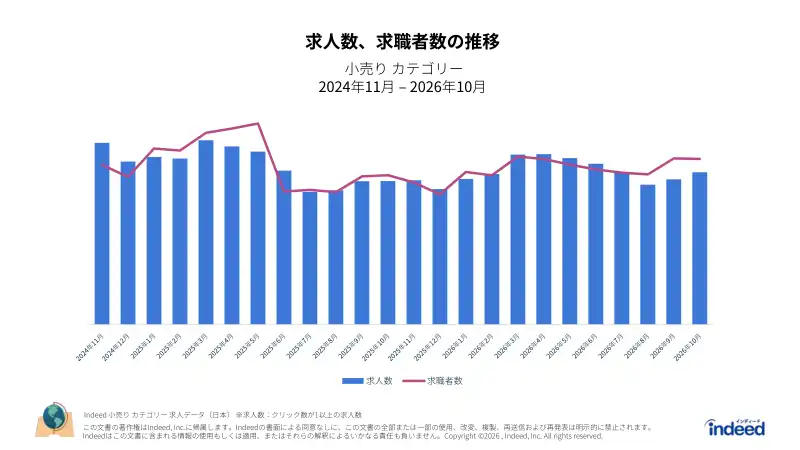 求人数、求職者数の推移
小売り カテゴリー
2024年11月 – 2026年10月
2024年11月
2024年12月
2025年1月
2025年2月
2025年3月
2025年4月
2025年5月
2025年6月
2025年7月
2025年8月
2025年9月
2025年10月
2025年11月
2025年12月
2026年1月
2026年2月
2026年3月
2026年4月
2026年5月
2026年6月
2026年7月
2026年8月
2026年9月
2026年10月
求人数 求職者数
Indeed 小売り カテゴリー 求人データ（日本） ※求人数：クリック数が1以上の求人数
この文書の著作権はIndeed, Inc.に帰属します。Indeedの書面による同意なしに、この文書の全部または一部の使用、改変、複製、再送信および再発表は明示的に禁止されます。
Indeedはこの文書に含まれる情報の使用もしくは適用、またはそれらの解釈によるいかなる責任も負いません。Copyright ©2026 , Indeed, Inc. All rights reserved.
インディード
indeed